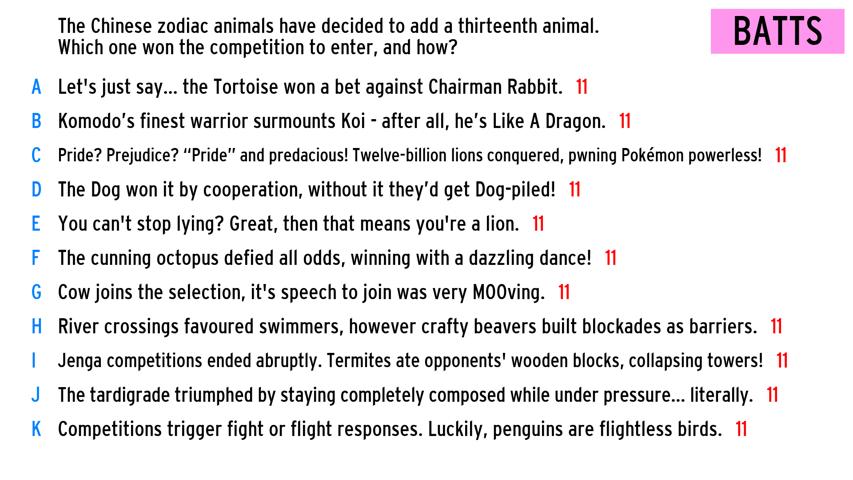 The Chinese zodiac animals have decided to add a thirteenth animal.
Which one won the competition to enter, and how?
BATTS
A Let's just say... the Tortoise won a bet against Chairman Rabbit. 11
B Komodo's finest warrior surmounts Koi - after all, he's Like A Dragon. 11
C Pride? Prejudice? “Pride” and predacious! Twelve-billion lions conquered, pwning Pokémon powerless! 11
D The Dog won it by cooperation, without it they'd get Dog-piled! 11
E You can't stop lying? Great, then that means you're a lion. 11
F The cunning octopus defied all odds, winning with a dazzling dance! 11
G Cow joins the selection, it's speech to join was very MOOving. 11
H River crossings favoured swimmers, however crafty beavers built blockades as barriers. 11
I Jenga competitions ended abruptly. Termites ate opponents' wooden blocks, collapsing towers! 11
J The tardigrade triumphed by staying completely composed while under pressure... literally. 11
K Competitions trigger fight or flight responses. Luckily, penguins are flightless birds. 11